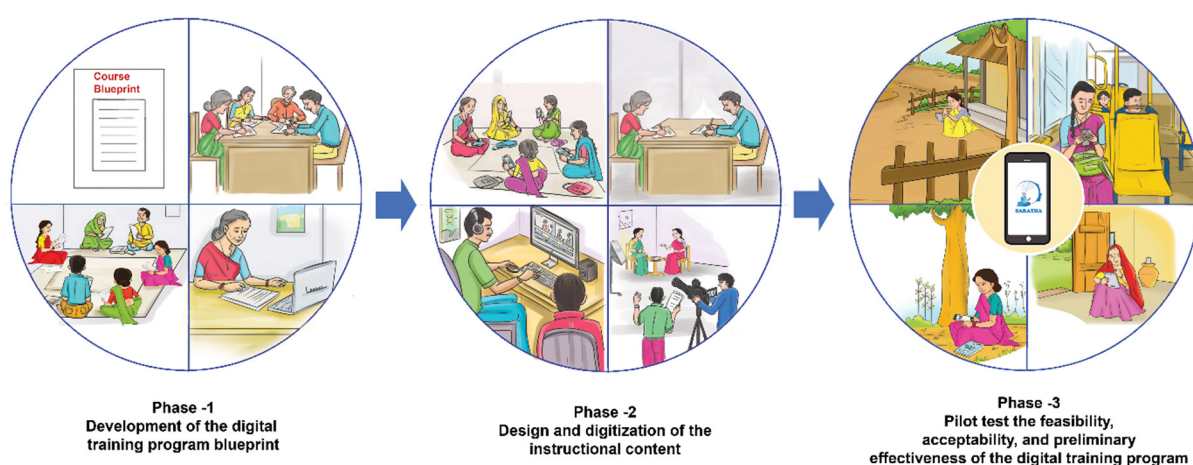 Course
Blueprint
SARATHA
Phase -1
Development of the digital
training program blueprint
Phase -2
Design and digitization of the
instructional content
Phase -3
Pilot test the feasibility,
acceptability, and preliminary
effectiveness of the digital training program